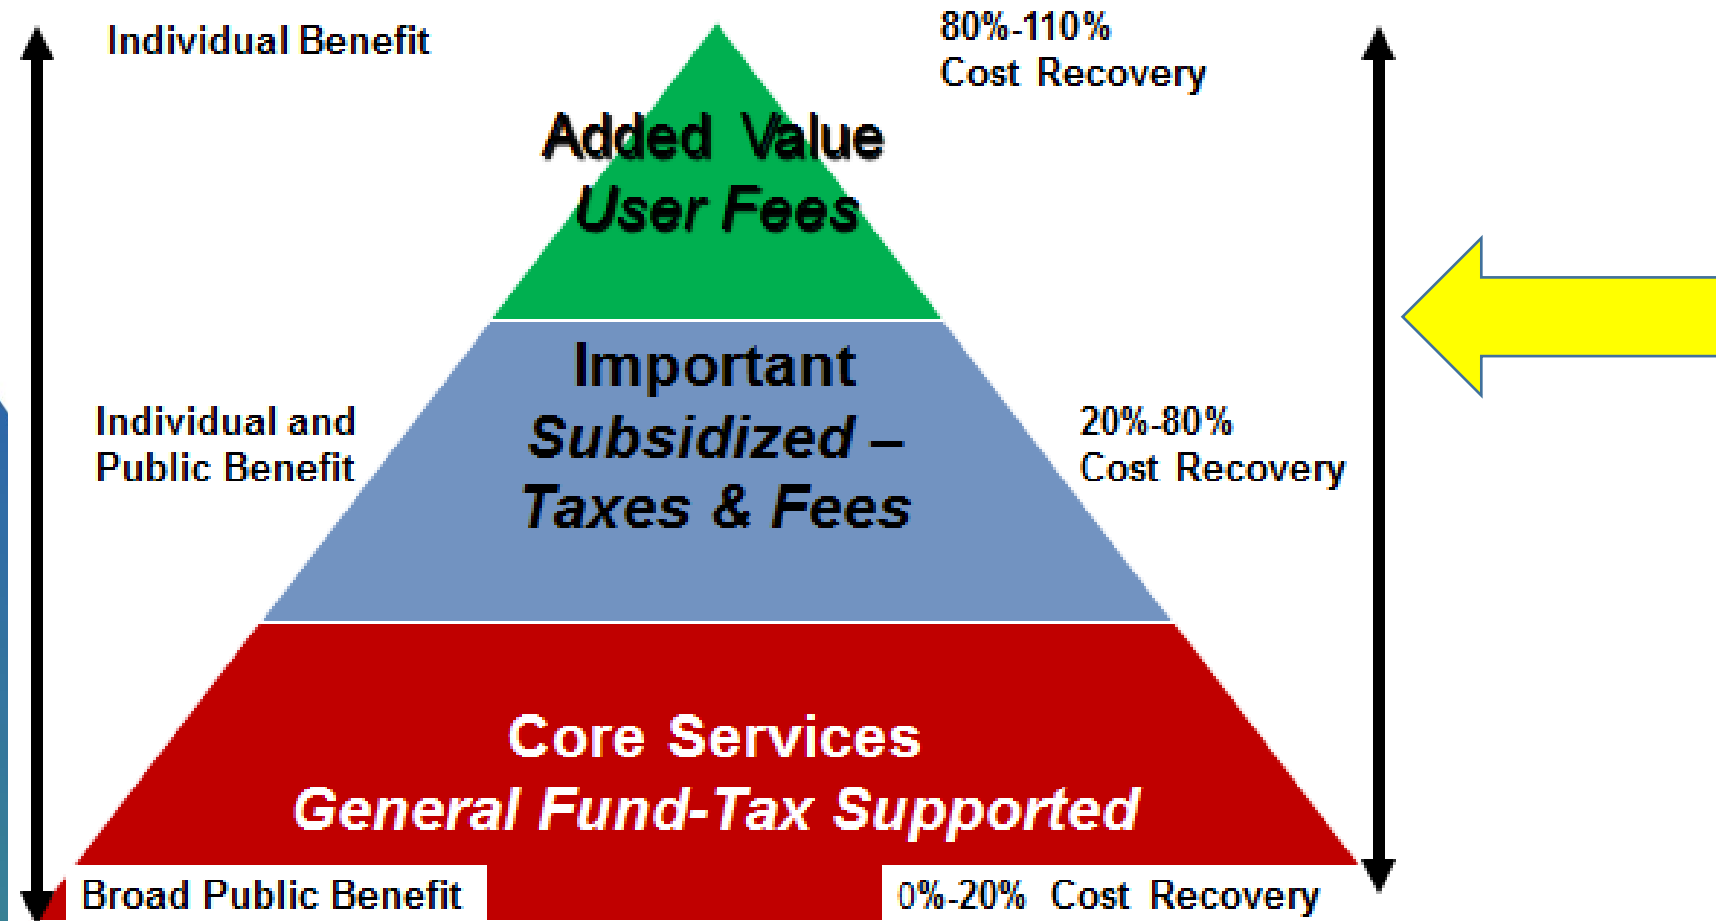 Individual Benefit
80%-110%
Cost Recovery
Added Value
User Fees
Important
Subsidized –
Taxes & Fees
Individual and
Public Benefit
20%-80%
Cost Recovery
Core Services
General Fund-Tax Supported
Broad Public Benefit
0%-20% Cost Recovery